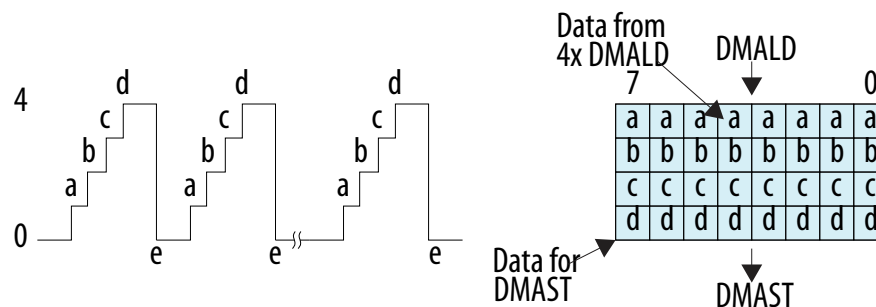 4
0
a
b
c
d
e
a
b
c
d
e
a
b
c
d
e
Data from
4x DMALD
DMALD
7 0
a a a a a a a a
b b b b b b b b
c c c c c c c c
d d d d d d d d
Data for
DMAST
DMAST